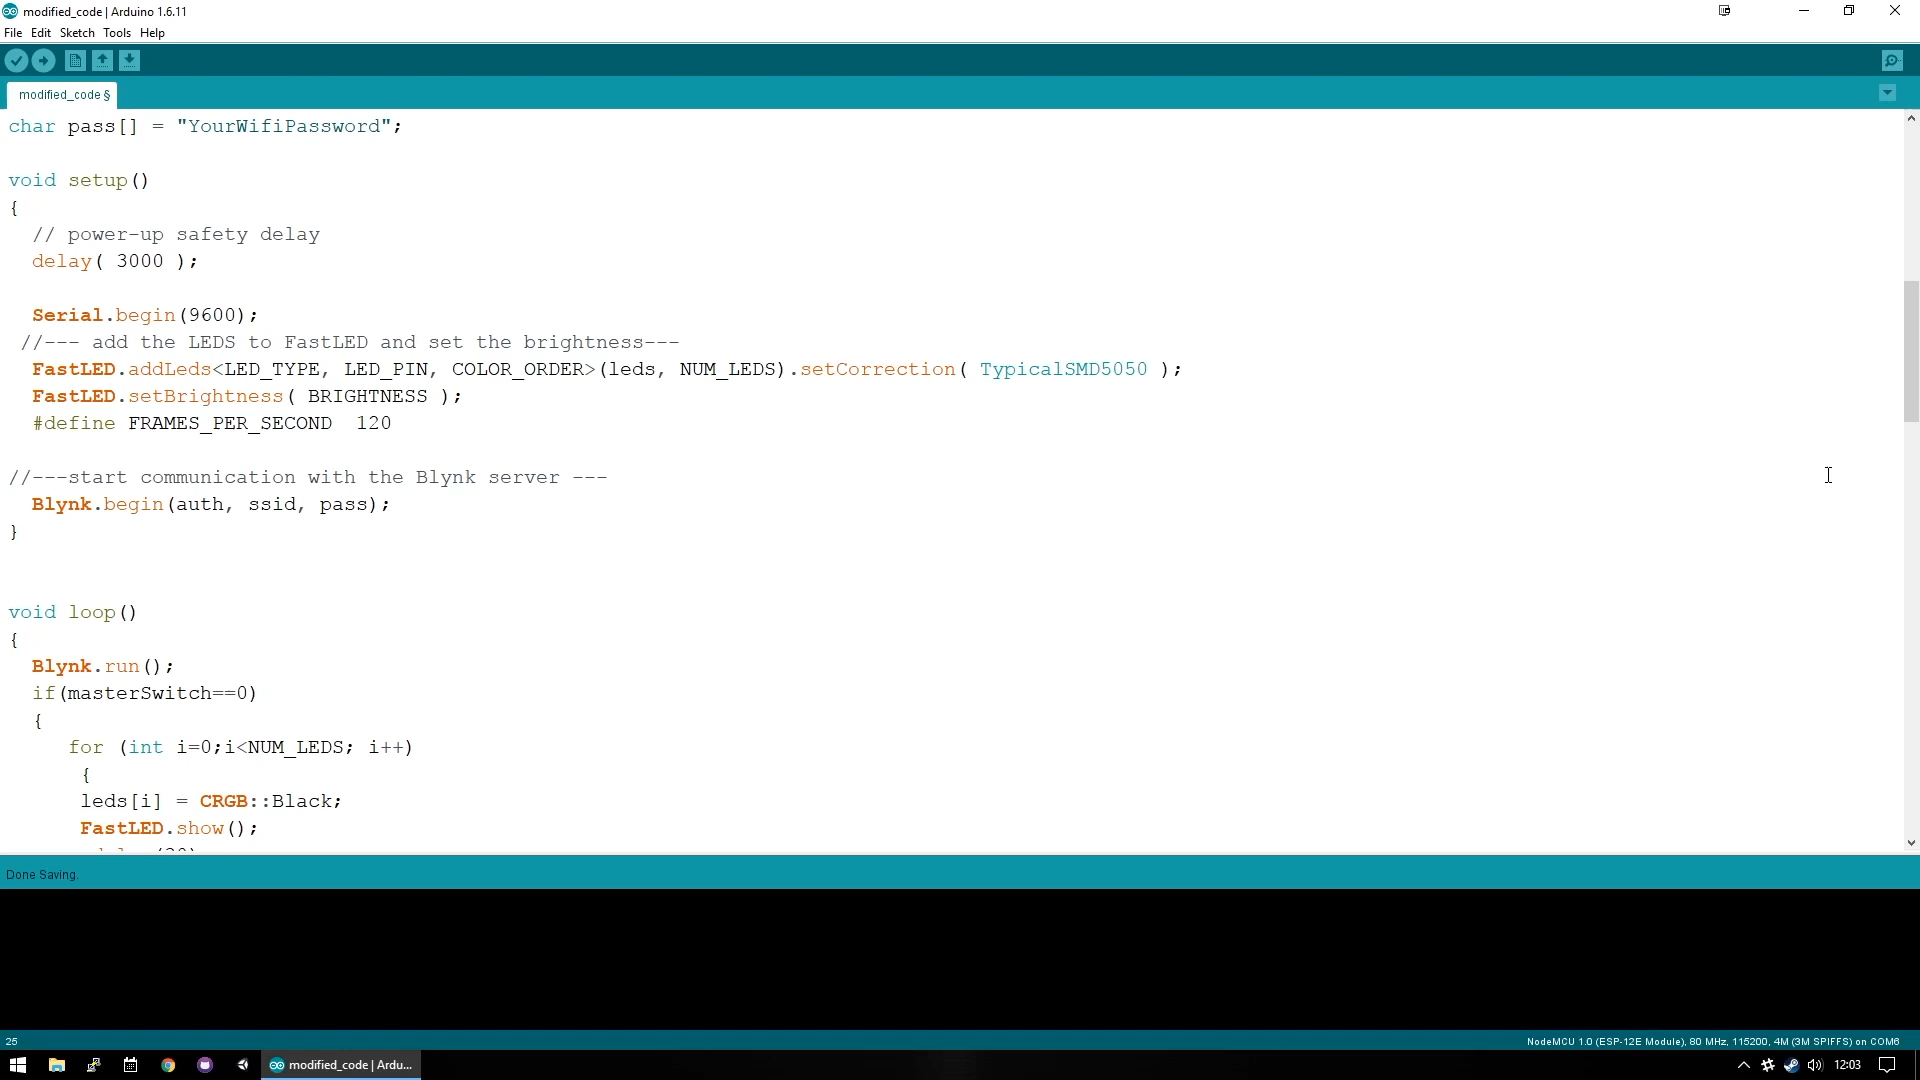 modified_code | Arduino 1.6.11
File Edit Sketch Tools Help
modified_code §
char pass[] = "YourWifiPassword";
void setup()
{
// power-up safety delay
delay( 3000 );
Serial.begin(9600);
//--- add the LEDS to FastLED and set the brightness---
FastLED.addLeds<LED_TYPE, LED_PIN, COLOR_ORDER>(leds, NUM_LEDS).setCorrection( TypicalSMD5050 );
FastLED.setBrightness( BRIGHTNESS );
#define FRAMES_PER_SECOND  120
//---start communication with the Blynk server ---
Blynk.begin(auth, ssid, pass);
}
void loop()
{
Blynk.run();
if(masterSwitch==0)
{
for (int i=0;i<NUM_LEDS; i++)
{
leds[i] = CRGB::Black;
FastLED.show();
Done Saving.
25
NodeMCU 1.0 (ESP-12E Module), 80 MHz, 115200, 4M (3M SPIFFS) on COM6
modified_code | Ardu...
12:03